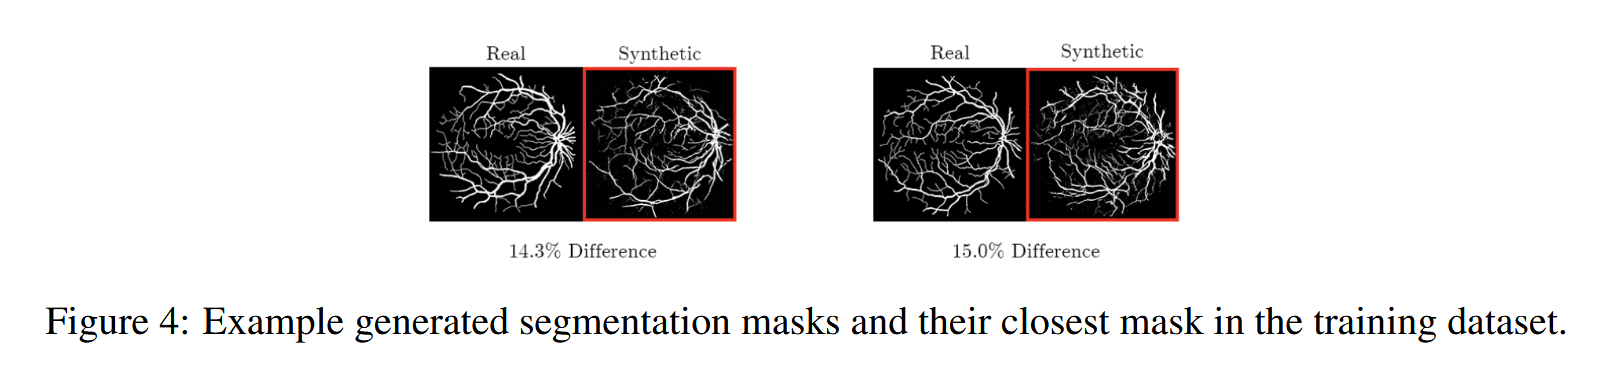 Real Synthetic Real Synthetic
14.3% Difference 15.0% Difference
Figure 4: Example generated segmentation masks and their closest mask in the training dataset.